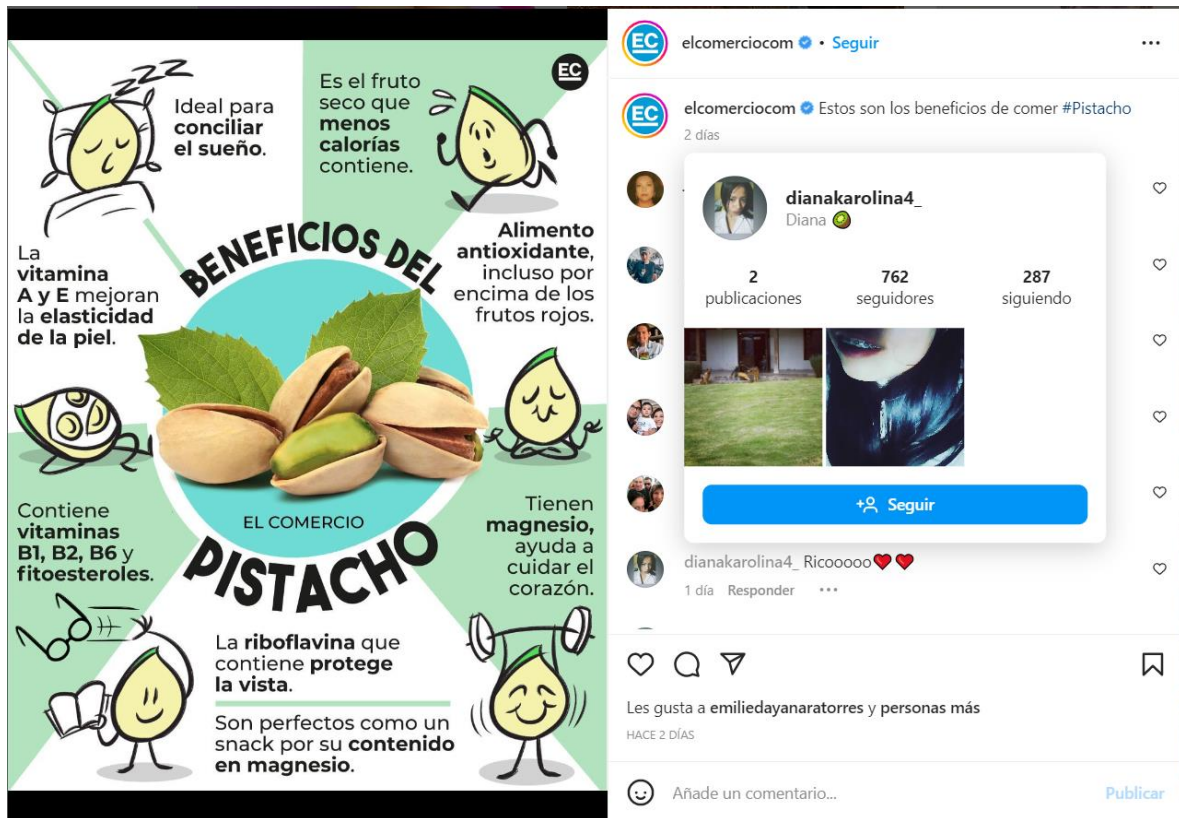 EC
zzz
Ideal para
conciliar
el sueño.
Es el fruto
seco que
menos
calorías
contiene.
La
vitamina
A y E mejoran
la elasticidad
de la piel.
Alimento
antioxidante,
incluso por
encima de los
frutos rojos.
BENEFICIOS DEL
EL COMERCIO
PISTACHO
Contiene
vitaminas
B1, B2, B6 y
fitoesteroles.
Tienen
magnesio,
ayuda a
cuidar el
corazón.
La riboflavina que
contiene protege
la vista.
Son perfectos como un
snack por su contenido
en magnesio.
EC
elcomerciocom • Seguir
EC
elcomerciocom Estos son los beneficios de comer #Pistacho
2 días
dianakarolina4_
Diana
2 762 287
publicaciones seguidores siguiendo
Seguir
dianakarolina4_ Ricooooo
1 día Responder
Les gusta a emiliedayanaratorres y personas más
HACE 2 DÍAS
Añade un comentario... Publicar